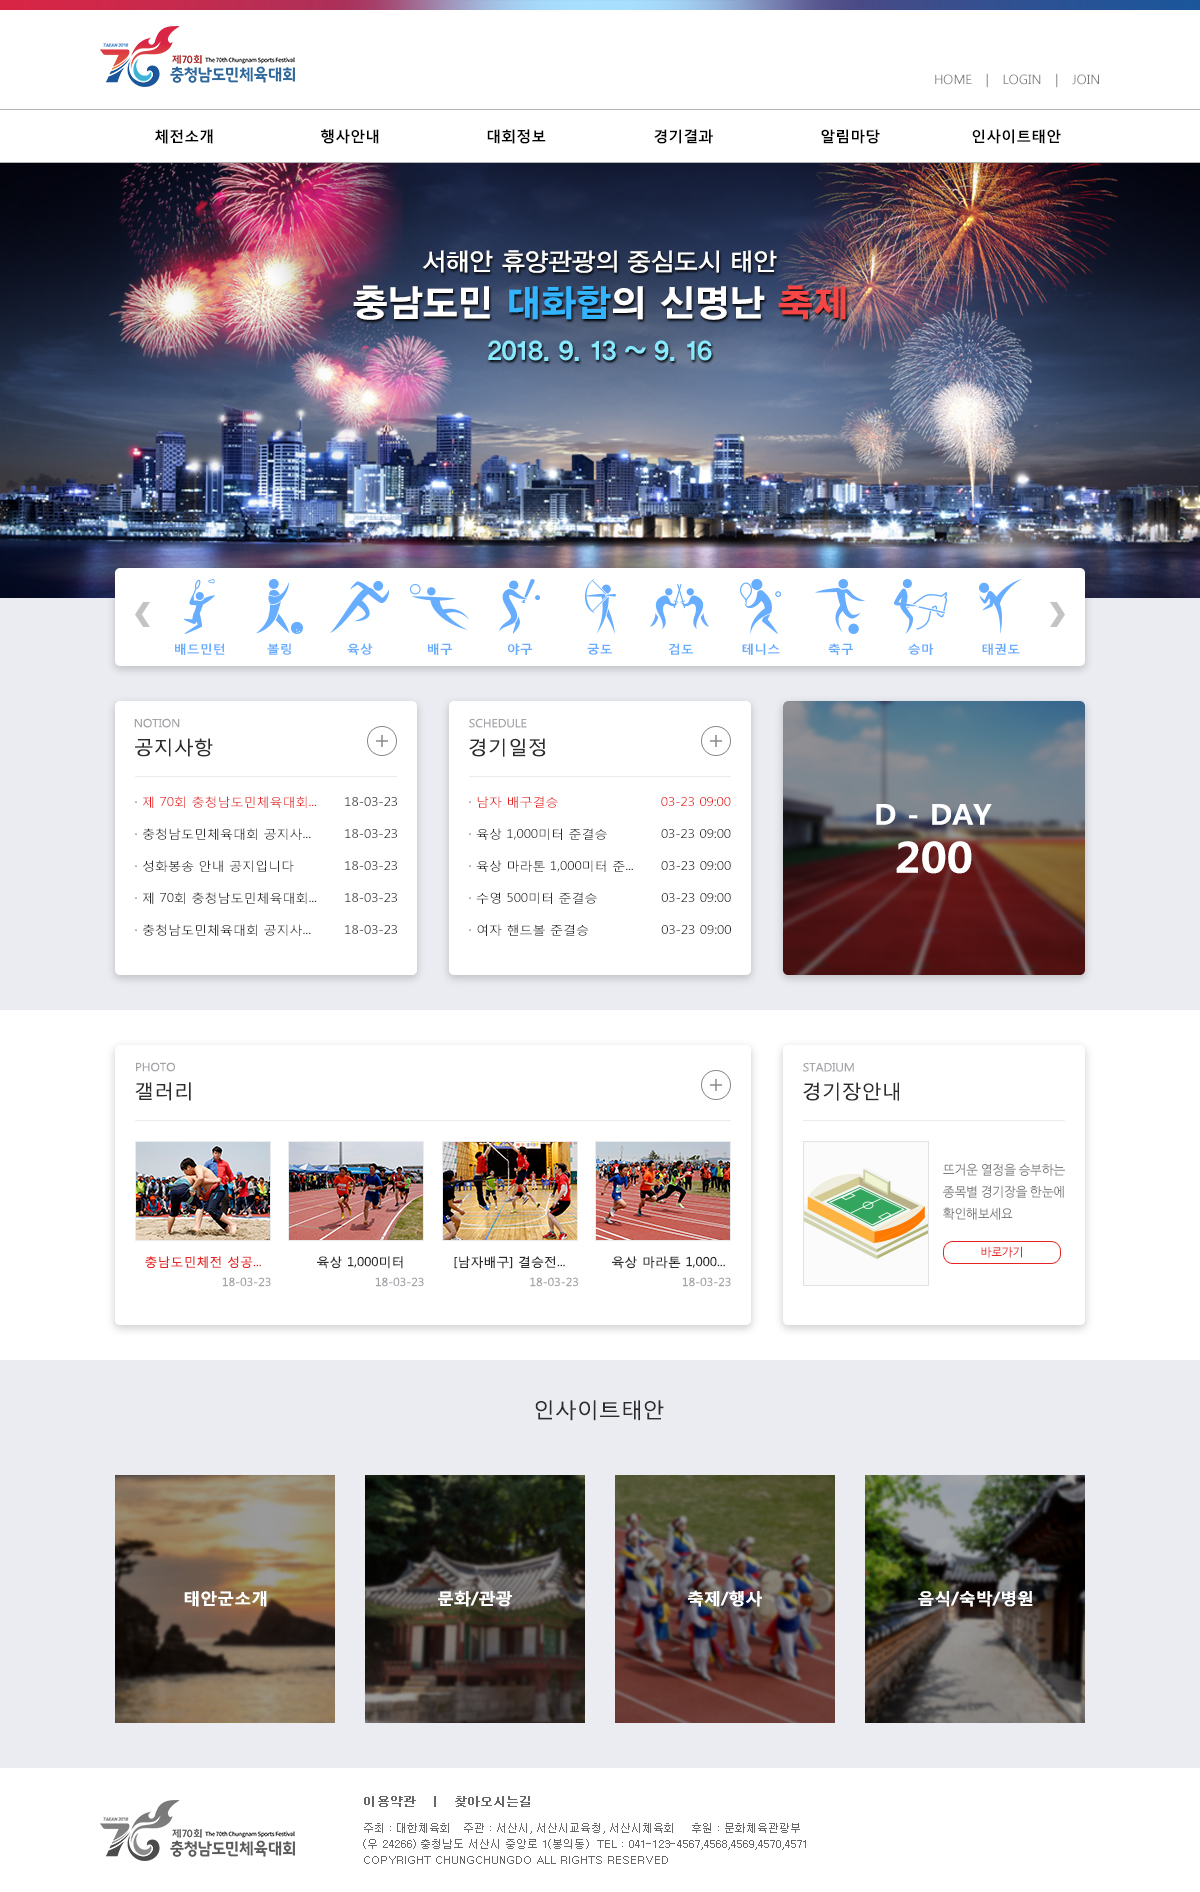 TAEAN 2018
제70회 The 70th Chungnam Sports Festival
충청남도민체육대회
HOME | LOGIN | JOIN
체전소개 행사안내 대회정보 경기결과 알림마당 인사이트태안
서해안 휴양관광의 중심도시 태안
충남도민 대화합의 신명난 축제
2018. 9. 13 ~ 9. 16
배드민턴 볼링 육상 배구 야구 궁도 검도 테니스 축구 승마 태권도
NOTION
공지사항
· 제 70회 충청남도민체육대회... 18-03-23
· 충청남도민체육대회 공지사... 18-03-23
· 성화봉송 안내 공지입니다 18-03-23
· 제 70회 충청남도민체육대회... 18-03-23
· 충청남도민체육대회 공지사... 18-03-23
SCHEDULE
경기일정
· 남자 배구결승 03-23 09:00
· 육상 1,000미터 준결승 03-23 09:00
· 육상 마라톤 1,000미터 준... 03-23 09:00
· 수영 500미터 준결승 03-23 09:00
· 여자 핸드볼 준결승 03-23 09:00
D - DAY
200
PHOTO
갤러리
충남도민체전 성공...
18-03-23
육상 1,000미터
18-03-23
[남자배구] 결승전...
18-03-23
육상 마라톤 1,000...
18-03-23
STADIUM
경기장안내
뜨거운 열정을 승부하는
종목별 경기장을 한눈에
확인해보세요
바로가기
인사이트태안
태안군소개
문화/관광
축제/행사
음식/숙박/병원
TAEAN 2018
제70회 The 70th Chungnam Sports Festival
충청남도민체육대회
이용약관 | 찾아오시는길
주최 : 대한체육회 주관 : 서산시, 서산시교육청, 서산시체육회 후원 : 문화체육관광부
(우 24266) 충청남도 서산시 중앙로 1(봉의동) TEL : 041-123-4567,4568,4569,4570,4571
COPYRIGHT CHUNGCHUNGDO ALL RIGHTS RESERVED